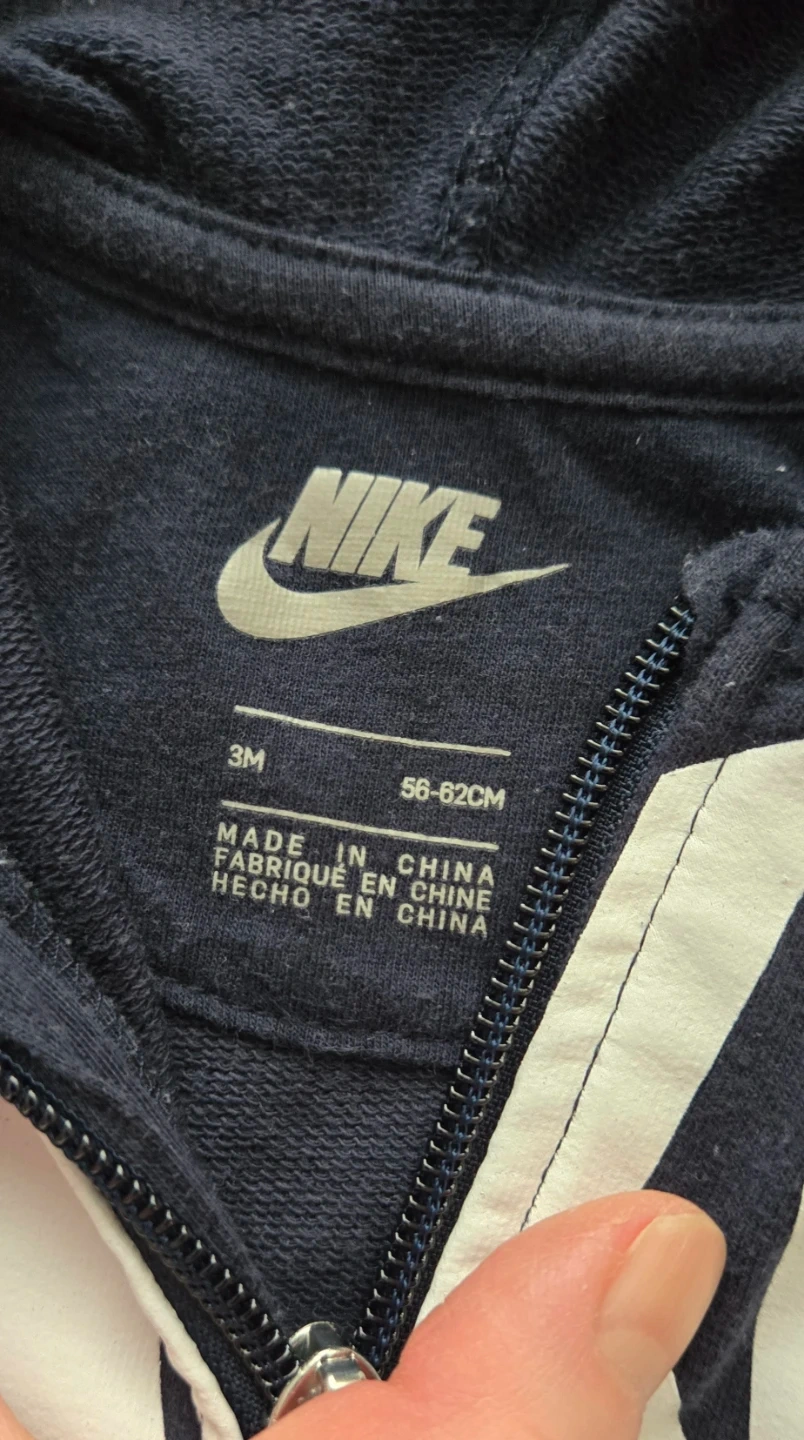 NIKE
3M 56-62CM
MADE IN CHINA
FABRIQUÉ EN CHINE
HECHO EN CHINA